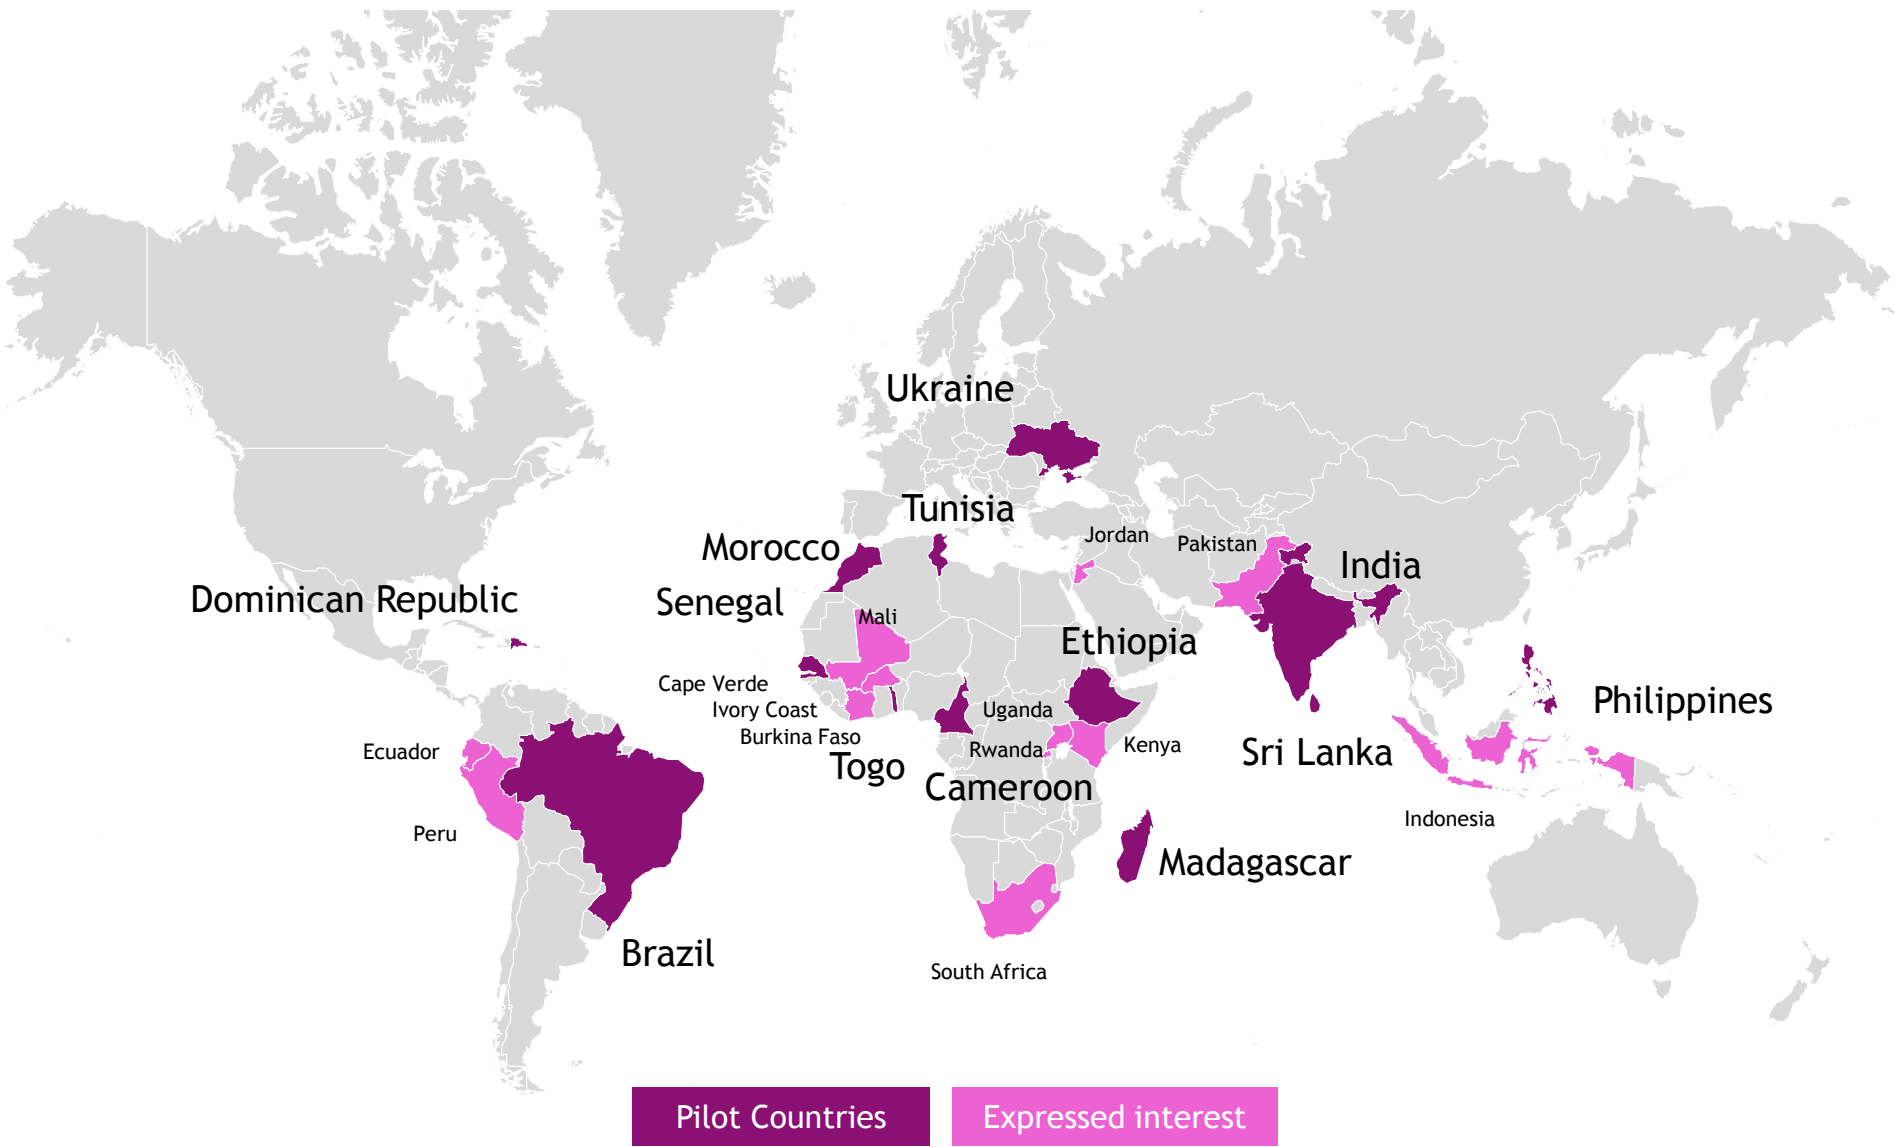 Ukraine
Tunisia
Jordan
Morocco
Pakistan
India
Dominican Republic
Senegal
Mali
Ethiopia
Cape Verde
Uganda
Philippines
Ivory Coast
Burkina Faso
Ecuador
Rwanda
Kenya
Sri Lanka
Togo
Cameroon
Indonesia
Peru
Madagascar
Brazil
South Africa
Pilot Countries
Expressed interest